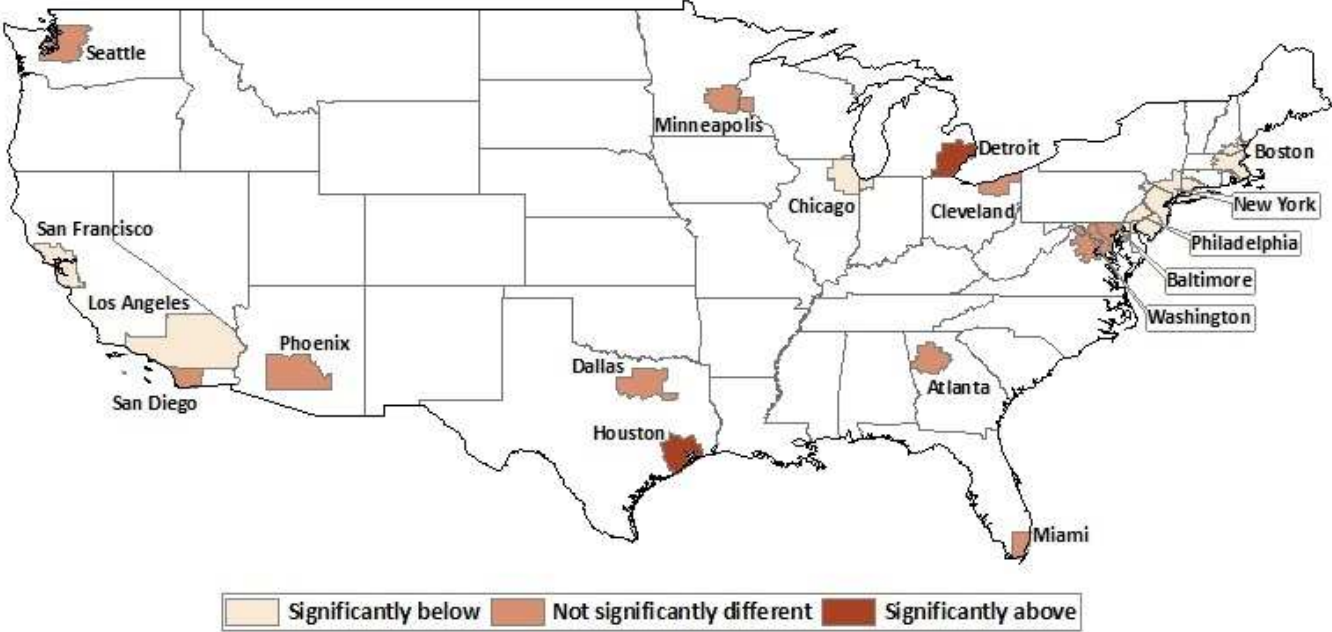 Seattle
Minneapolis
Detroit
Boston
Chicago
Cleveland
New York
San Francisco
Philadelphia
Baltimore
Los Angeles
Washington
Phoenix
Dallas
Atlanta
San Diego
Houston
Miami
Significantly below Not significantly different Significantly above